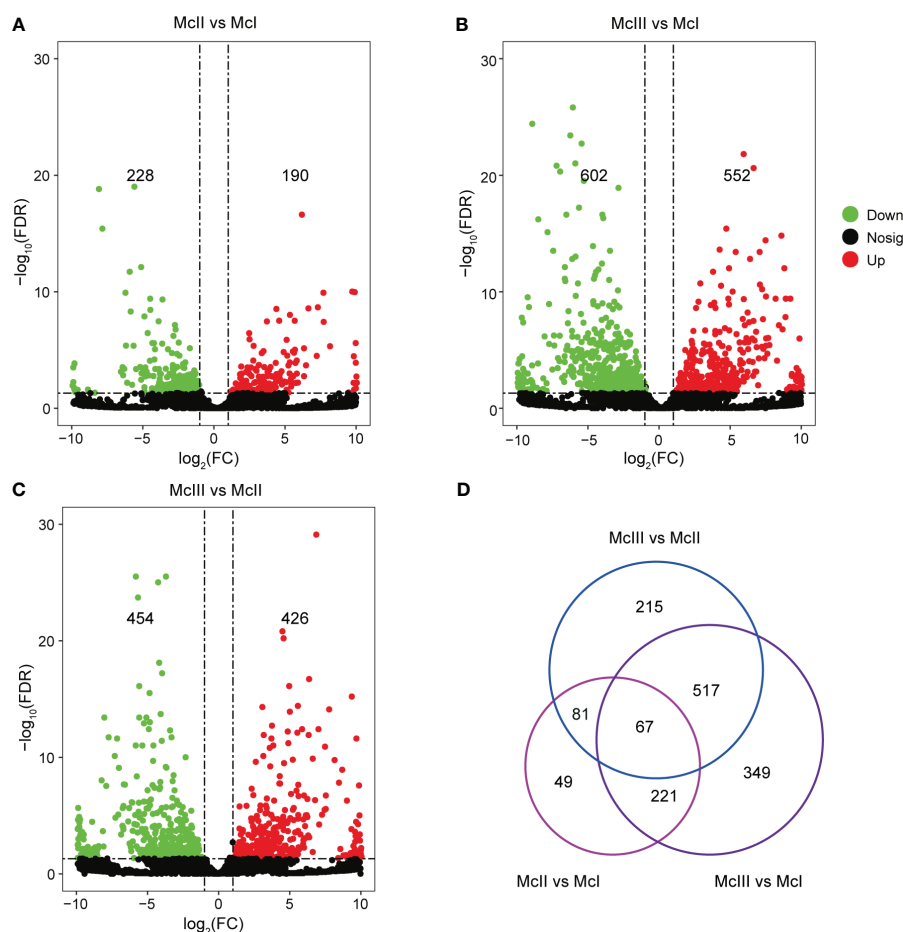 A
McII vs McI
30
20
10
0
−log10(FDR)
228
190
−10
−5
0
5
10
log2(FC)
B
McIII vs McI
30
20
10
0
−log10(FDR)
602
552
−10
−5
0
5
10
log2(FC)
Down
Nosig
Up
C
McIII vs McII
30
20
10
0
−log10(FDR)
454
426
−10
−5
0
5
10
log2(FC)
D
McIII vs McII
215
517
81
67
49
221
349
McII vs McI
McIII vs McI